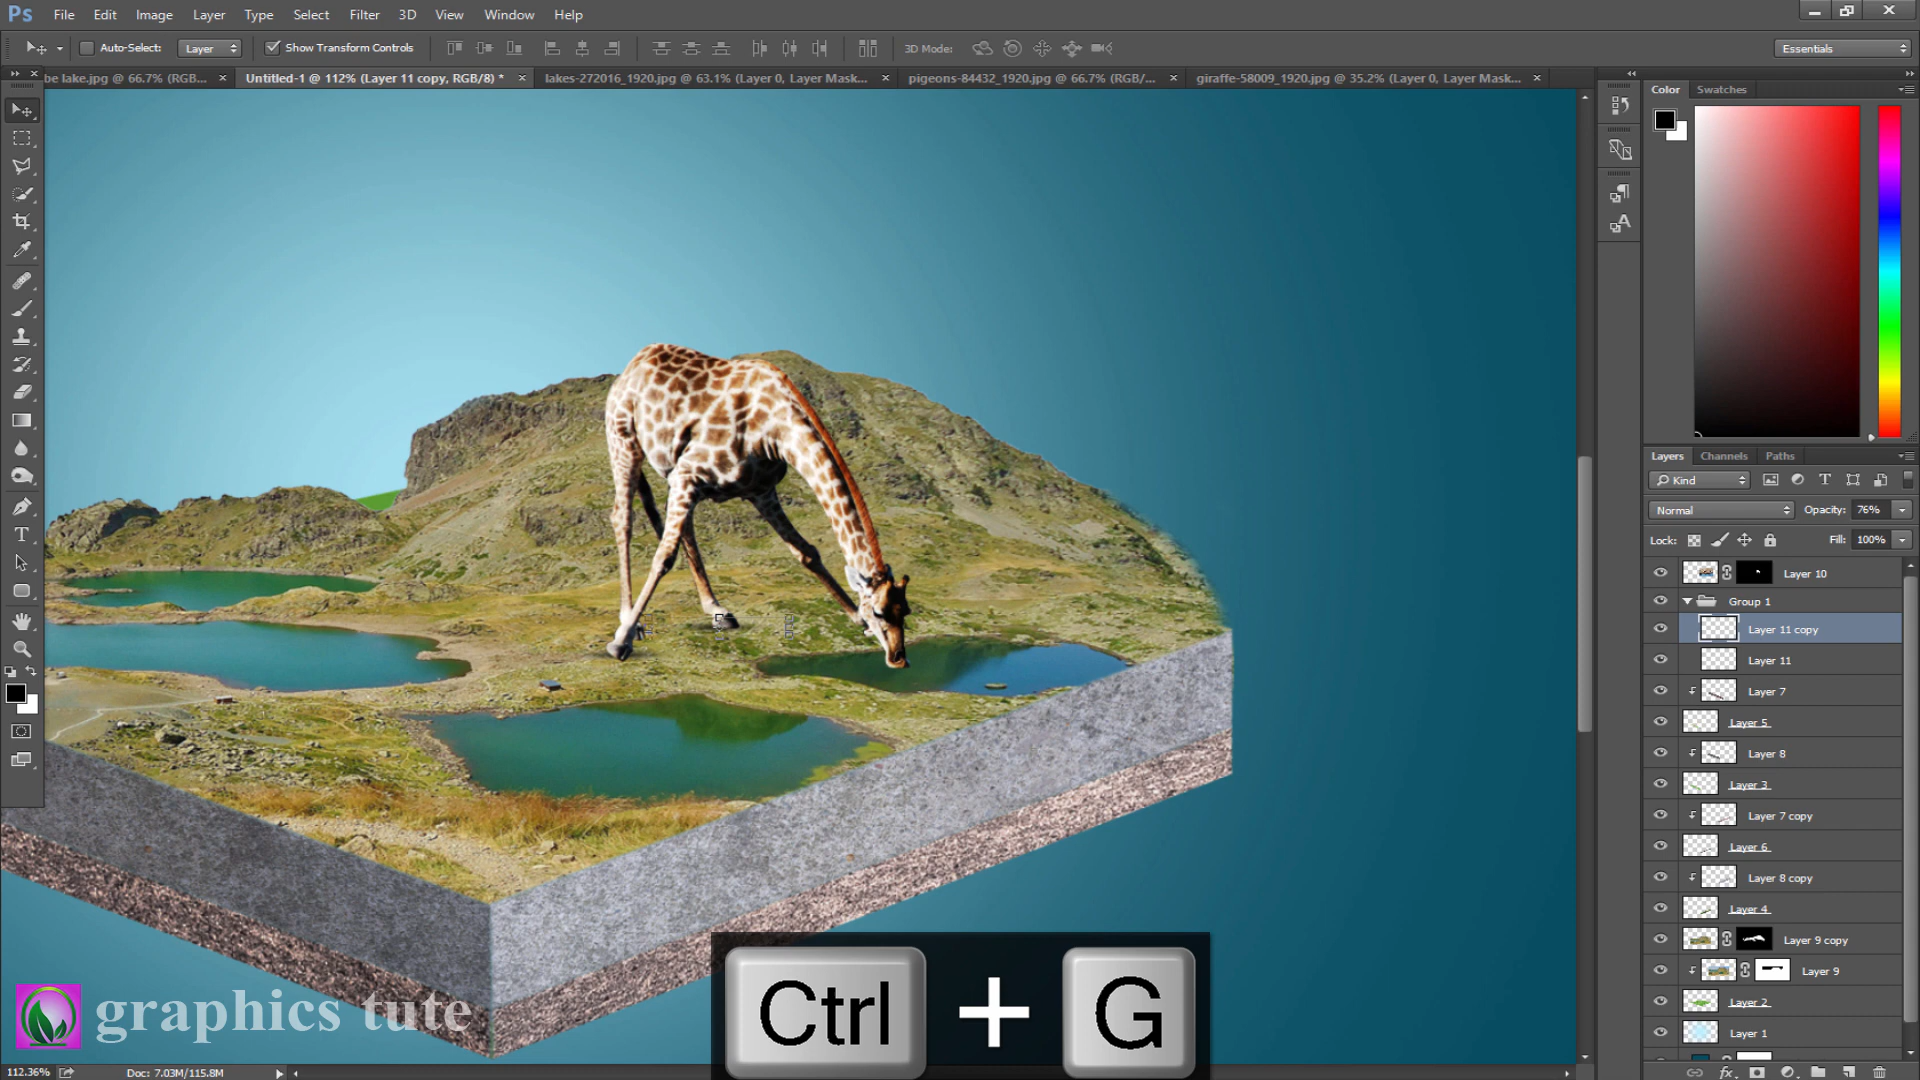 Ps File Edit Image Layer Type Select Filter 3D View Window Help
Auto-Select: Layer Show Transform Controls 3D Mode: Essentials
be lake.jpg @ 66.7% (RGB... × Untitled-1 @ 112% (Layer 11 copy, RGB/8) * × lakes-272016_1920.jpg @ 63.1% (Layer 0, Layer Mask... × pigeons-84432_1920.jpg @ 66.7% (RGB/... × giraffe-58009_1920.jpg @ 35.2% (Layer 0, Layer Mask... ×
Color Swatches
Layers Channels Paths
Kind
Normal Opacity: 76%
Lock: Fill: 100%
Layer 10
Group 1
Layer 11 copy
Layer 11
Layer 7
Layer 5
Layer 8
Layer 3
Layer 7 copy
Layer 6
Layer 8 copy
Layer 4
Layer 9 copy
Layer 9
Layer 2
Layer 1
Ctrl + G
graphics tute
112.36% Doc: 7.03M/115.8M